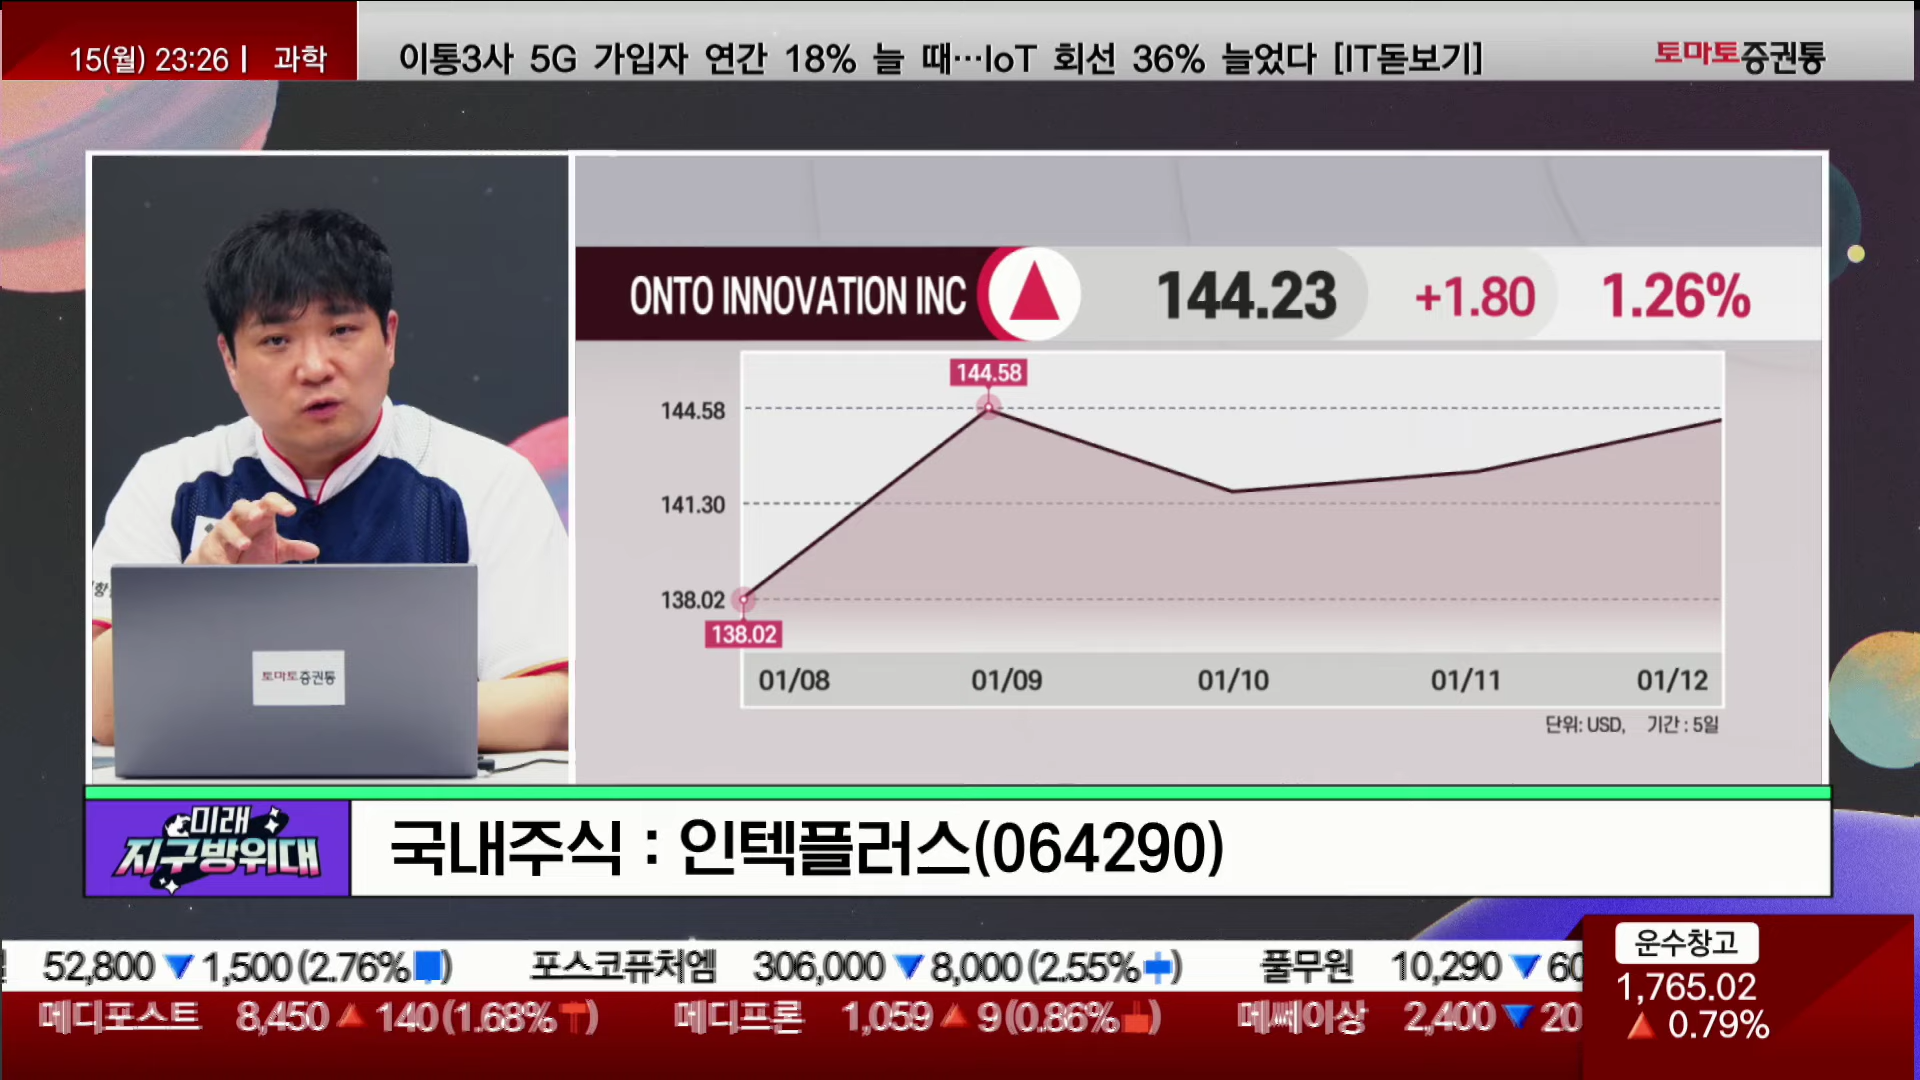 15(월) 23:26 | 과학
이통3사 5G 가입자 연간 18% 늘 때…IoT 회선 36% 늘었다 [IT돋보기]
토마토증권통
ONTO INNOVATION INC ▲ 144.23 +1.80 1.26%
144.58
144.58
141.30
138.02
138.02
01/08 01/09 01/10 01/11 01/12
단위: USD, 기간 : 5일
토마토증권통
미래
지구방위대
국내주식 : 인텍플러스(064290)
52,800 ▼ 1,500 (2.76%) 포스코퓨처엠 306,000 ▼ 8,000 (2.55%) 풀무원 10,290 ▼ 60
메디포스트 8,450 ▲ 140 (1.68%) 메디프론 1,059 ▲ 9 (0.86%) 메쎄이상 2,400 ▼ 20
운수창고
1,765.02
▲ 0.79%